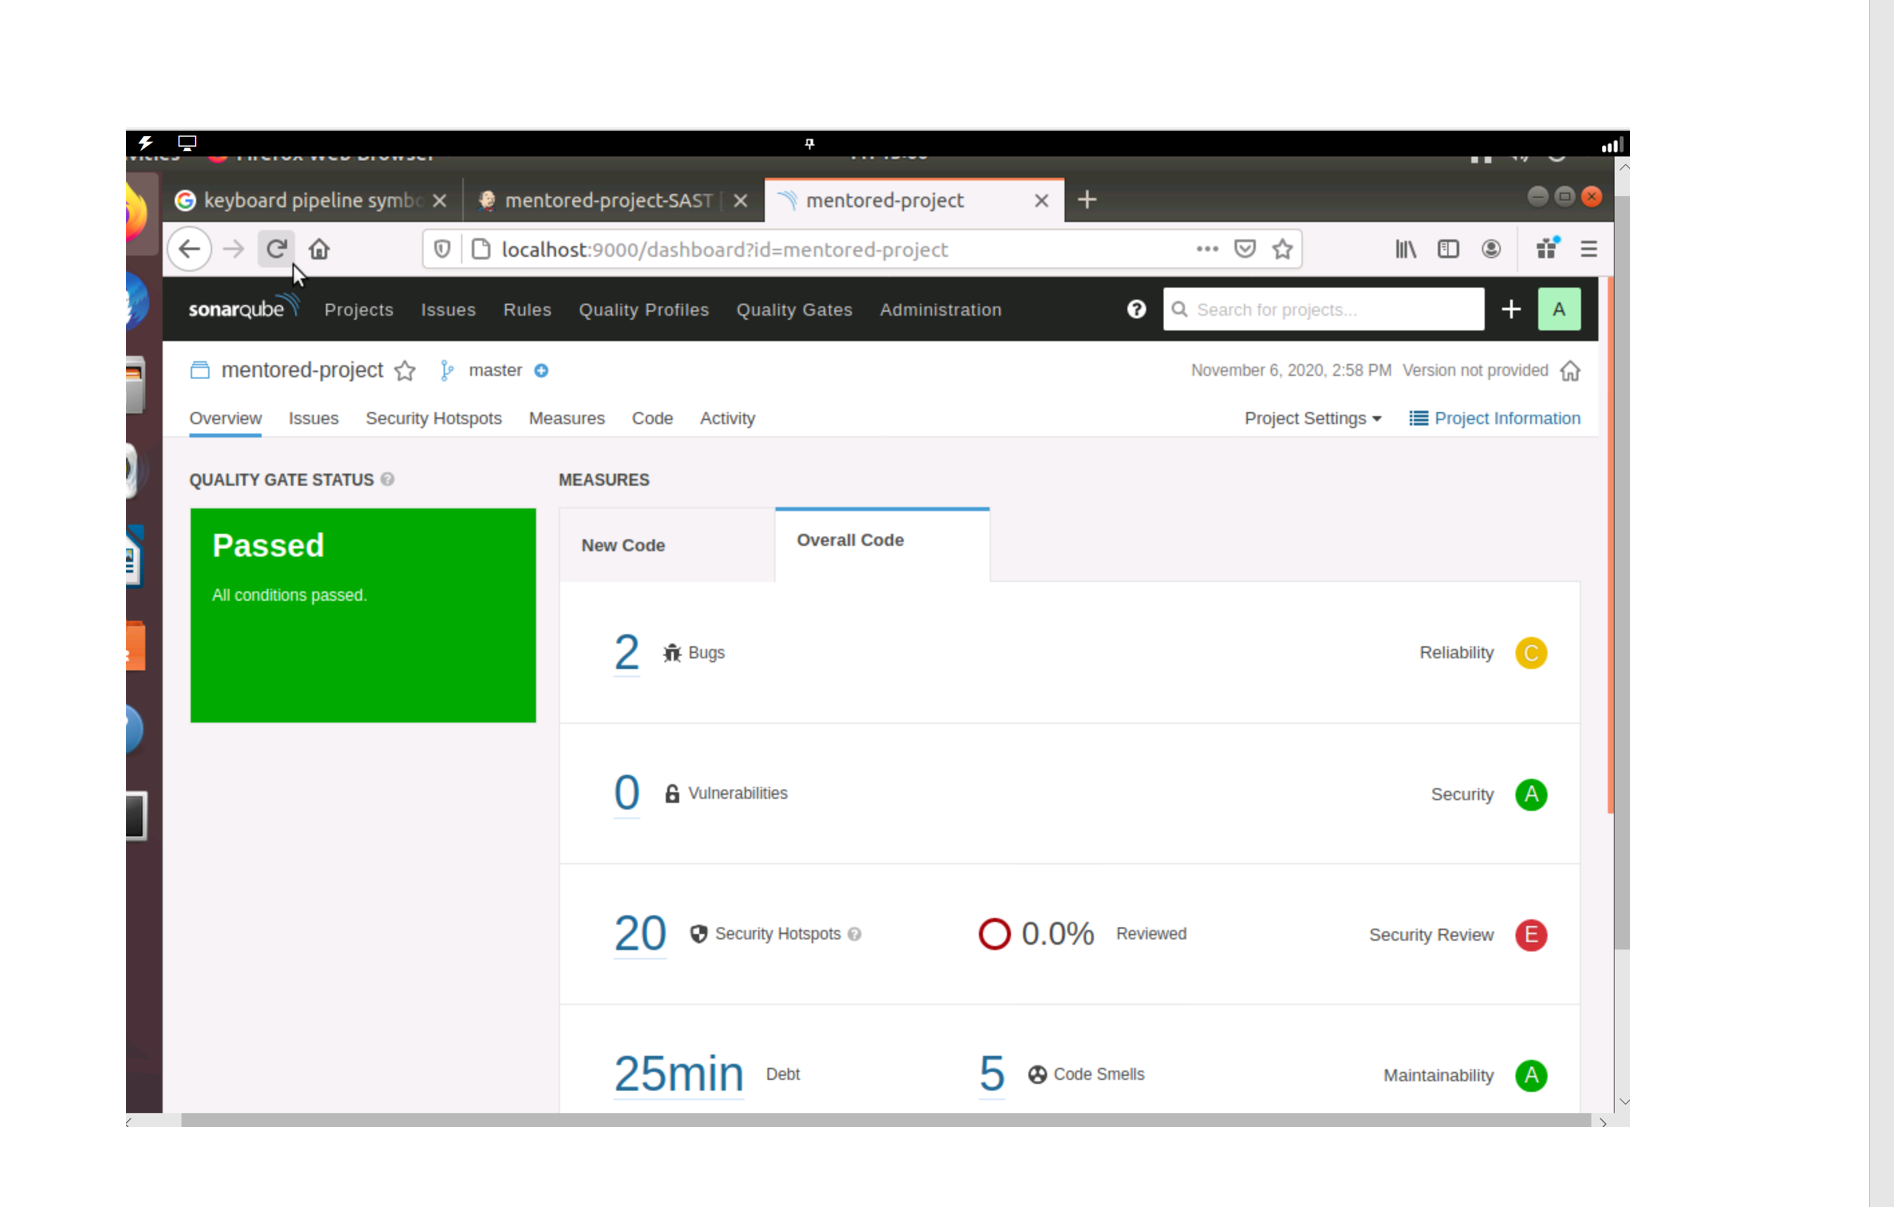 Firefox Web Browser
keyboard pipeline symbo
mentored-project-SAST [
mentored-project
localhost:9000/dashboard?id=mentored-project
sonarqube Projects Issues Rules Quality Profiles Quality Gates Administration Search for projects... A
mentored-project master November 6, 2020, 2:58 PM Version not provided
Overview Issues Security Hotspots Measures Code Activity Project Settings Project Information
QUALITY GATE STATUS MEASURES
Passed
All conditions passed.
New Code Overall Code
2 Bugs Reliability C
0 Vulnerabilities Security A
20 Security Hotspots 0.0% Reviewed Security Review E
25min Debt 5 Code Smells Maintainability A